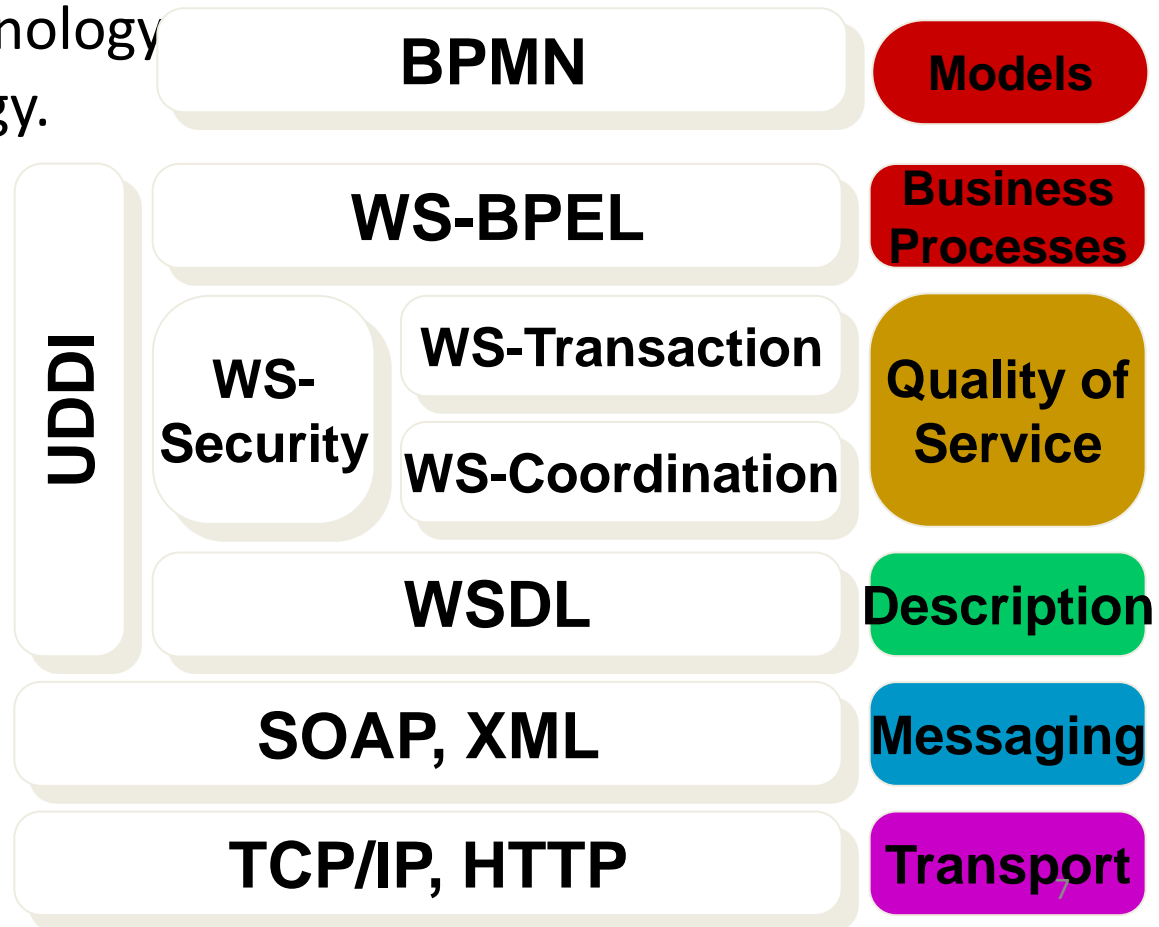 nology
gy.
BPMN
Models
UDDI
WS-BPEL
Business
Processes
WS-
Security
WS-Transaction
WS-Coordination
Quality of
Service
WSDL
Description
SOAP, XML
Messaging
TCP/IP, HTTP
Transport
7